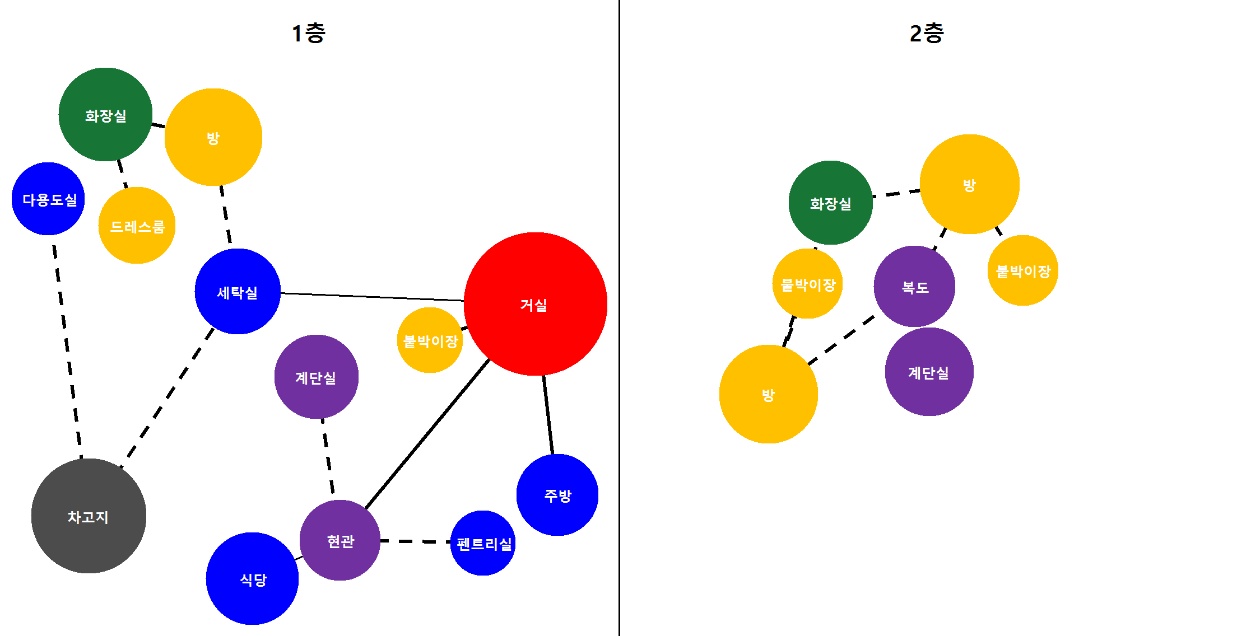 1층
화장실
방
다용도실
드레스룸
세탁실
거실
붙박이장
계단실
주방
차고지
현관
펜트리실
식당
2층
방
화장실
붙박이장
붙박이장
복도
계단실
방